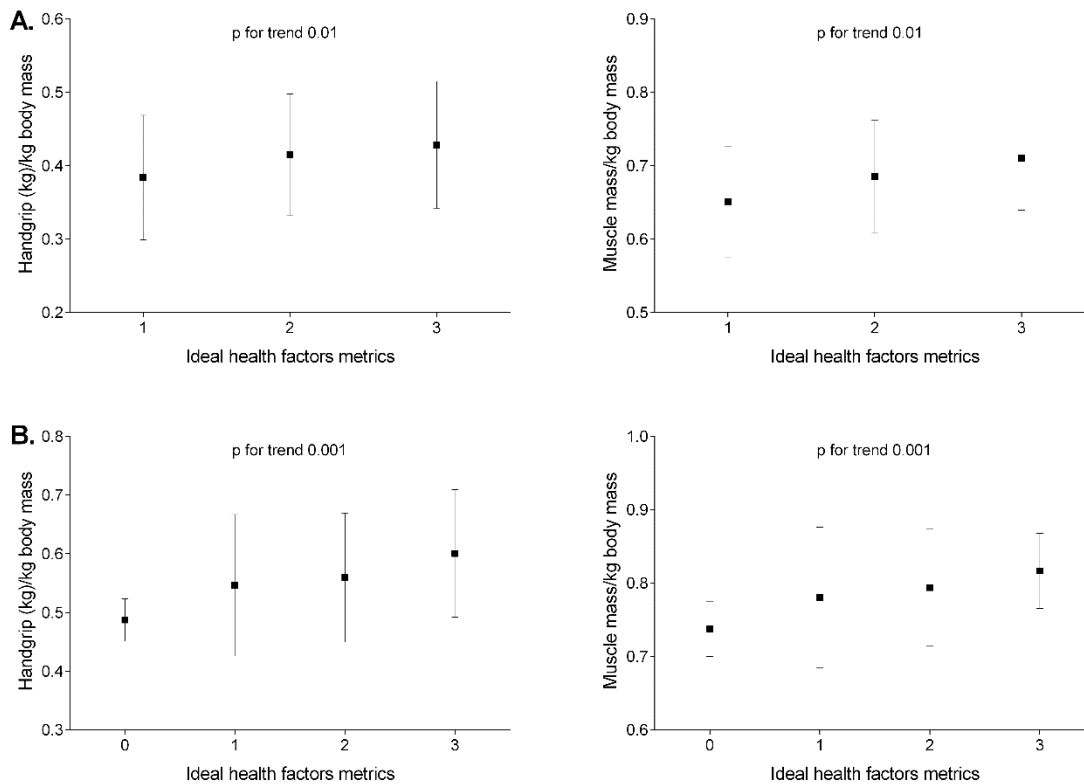 A.
Handgrip (kg)/kg body mass
p for trend 0.01
0.6
0.5
0.4
0.3
0.2
1 2 3
Ideal health factors metrics
Muscle mass/kg body mass
p for trend 0.01
0.9
0.8
0.7
0.6
0.5
1 2 3
Ideal health factors metrics
B.
Handgrip (kg)/kg body mass
p for trend 0.001
0.8
0.7
0.6
0.5
0.4
0.3
0 1 2 3
Ideal health factors metrics
Muscle mass/kg body mass
p for trend 0.001
1.0
0.9
0.8
0.7
0.6
0 1 2 3
Ideal health factors metrics